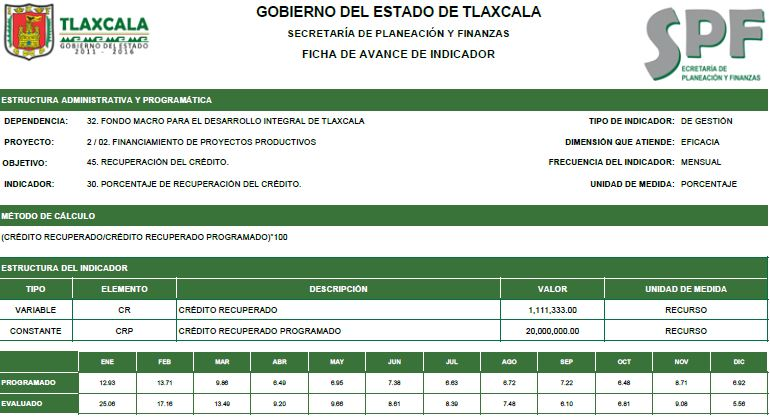 TLAXCALA
GOBIERNO DEL ESTADO
2011 - 2016
GOBIERNO DEL ESTADO DE TLAXCALA
SECRETARÍA DE PLANEACIÓN Y FINANZAS
FICHA DE AVANCE DE INDICADOR
SPF
SECRETARÍA DE
PLANEACIÓN Y FINANZAS
ESTRUCTURA ADMINISTRATIVA Y PROGRAMÁTICA
DEPENDENCIA: 32. FONDO MACRO PARA EL DESARROLLO INTEGRAL DE TLAXCALA TIPO DE INDICADOR: DE GESTIÓN
PROYECTO: 2 / 02. FINANCIAMIENTO DE PROYECTOS PRODUCTIVOS DIMENSIÓN QUE ATIENDE: EFICACIA
OBJETIVO: 45. RECUPERACIÓN DEL CRÉDITO. FRECUENCIA DEL INDICADOR: MENSUAL
INDICADOR: 30. PORCENTAJE DE RECUPERACIÓN DEL CRÉDITO. UNIDAD DE MEDIDA: PORCENTAJE
MÉTODO DE CÁLCULO
(CRÉDITO RECUPERADO/CRÉDITO RECUPERADO PROGRAMADO)*100
ESTRUCTURA DEL INDICADOR
TIPO ELEMENTO DESCRIPCIÓN VALOR UNIDAD DE MEDIDA
VARIABLE CR CRÉDITO RECUPERADO 1,111,333.00 RECURSO
CONSTANTE CRP CRÉDITO RECUPERADO PROGRAMADO 20,000,000.00 RECURSO
ENE FEB MAR ABR MAY JUN JUL AGO SEP OCT NOV DIC
PROGRAMADO 12.93 13.71 9.86 6.49 6.95 7.38 6.63 6.72 7.22 6.48 8.71 6.92
EVALUADO 25.06 17.16 13.49 9.20 9.66 8.61 8.39 7.48 6.10 6.81 9.08 5.56